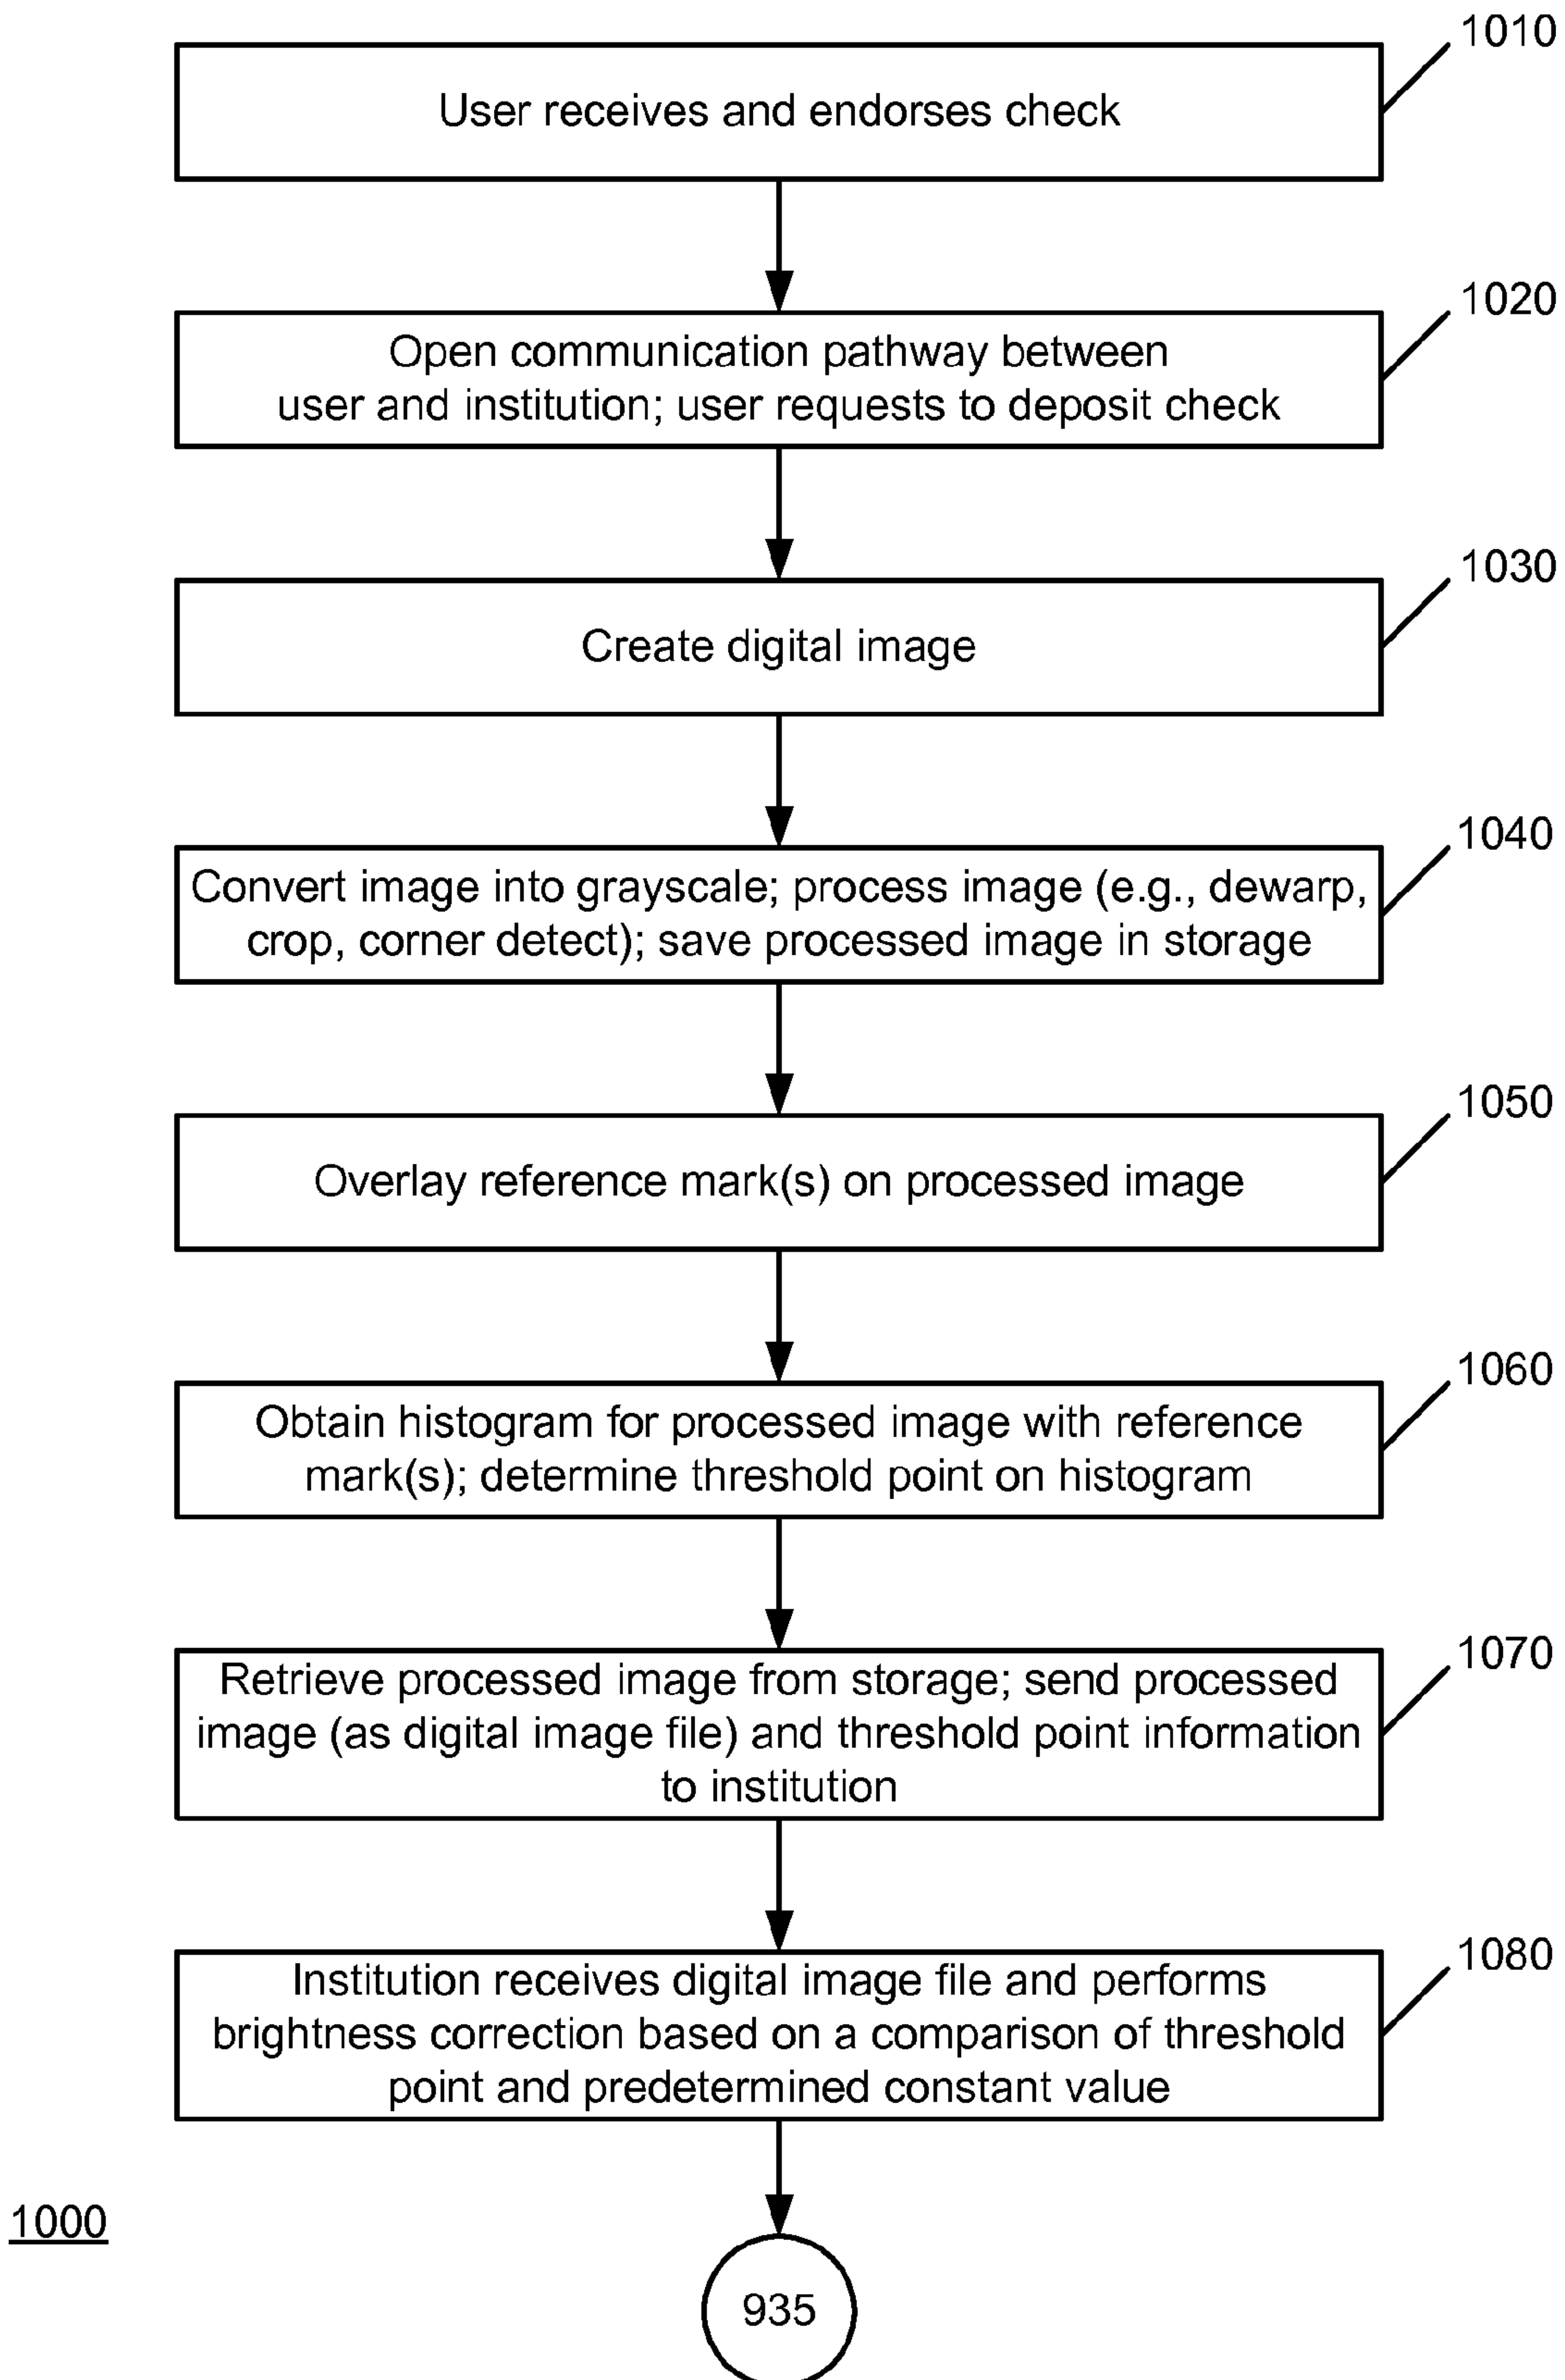 1010
User receives and endorses check
1020
Open communication pathway between
user and institution; user requests to deposit check
1030
Create digital image
1040
Convert image into grayscale; process image (e.g., dewarp,
crop, corner detect); save processed image in storage
1050
Overlay reference mark(s) on processed image
1060
Obtain histogram for processed image with reference
mark(s); determine threshold point on histogram
1070
Retrieve processed image from storage; send processed
image (as digital image file) and threshold point information
to institution
1080
Institution receives digital image file and performs
brightness correction based on a comparison of threshold
point and predetermined constant value
1000
935